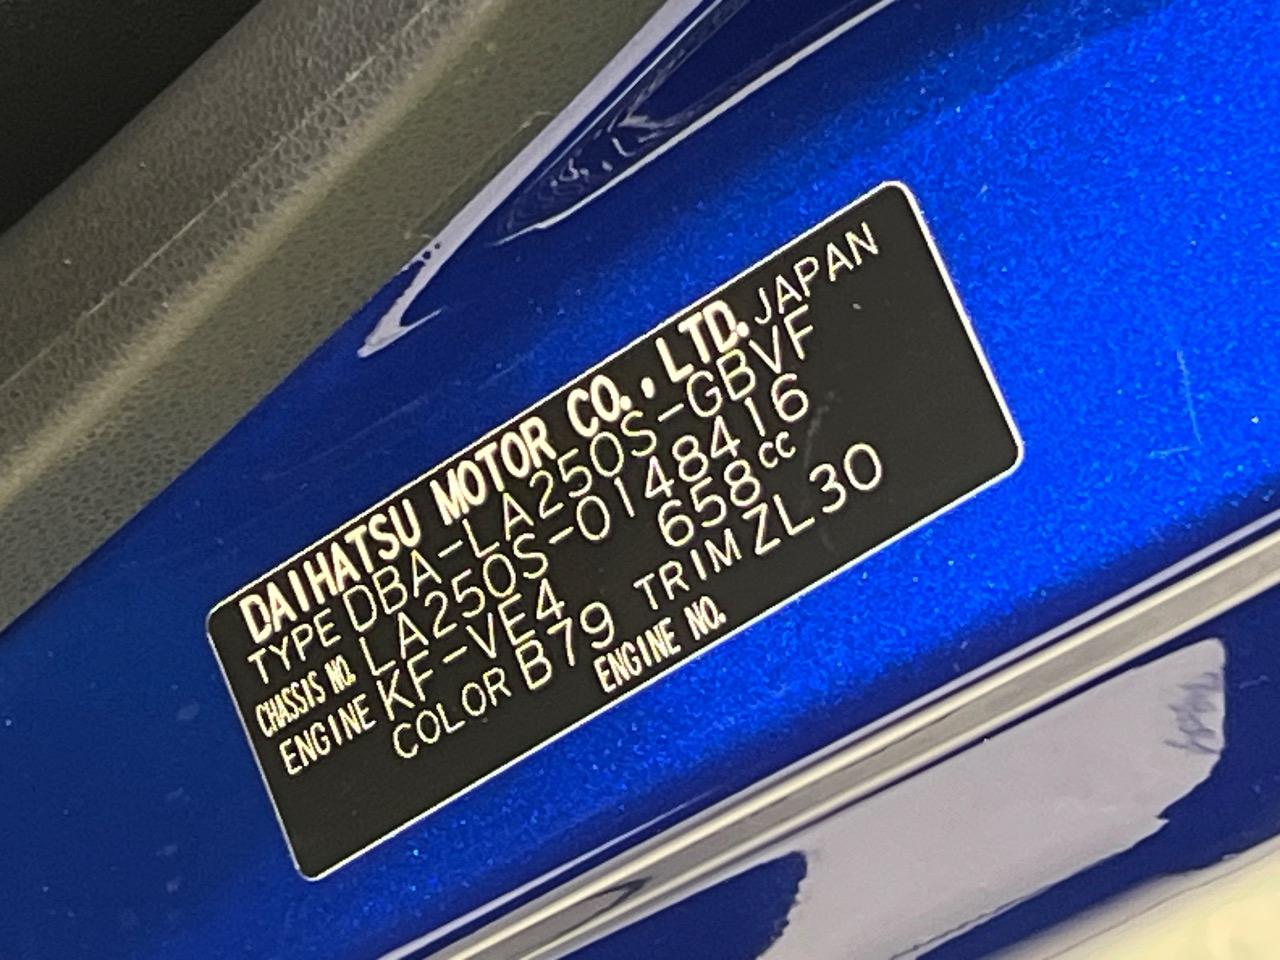 DAIHATSU MOTOR CO., LTD. JAPAN
TYPE DBA-LA250S-GBVF
CHASSIS NO. LA250S-0148416
ENGINE KF-VE4 658cc
COLOR B79 TRIM ZL30
ENGINE NO.